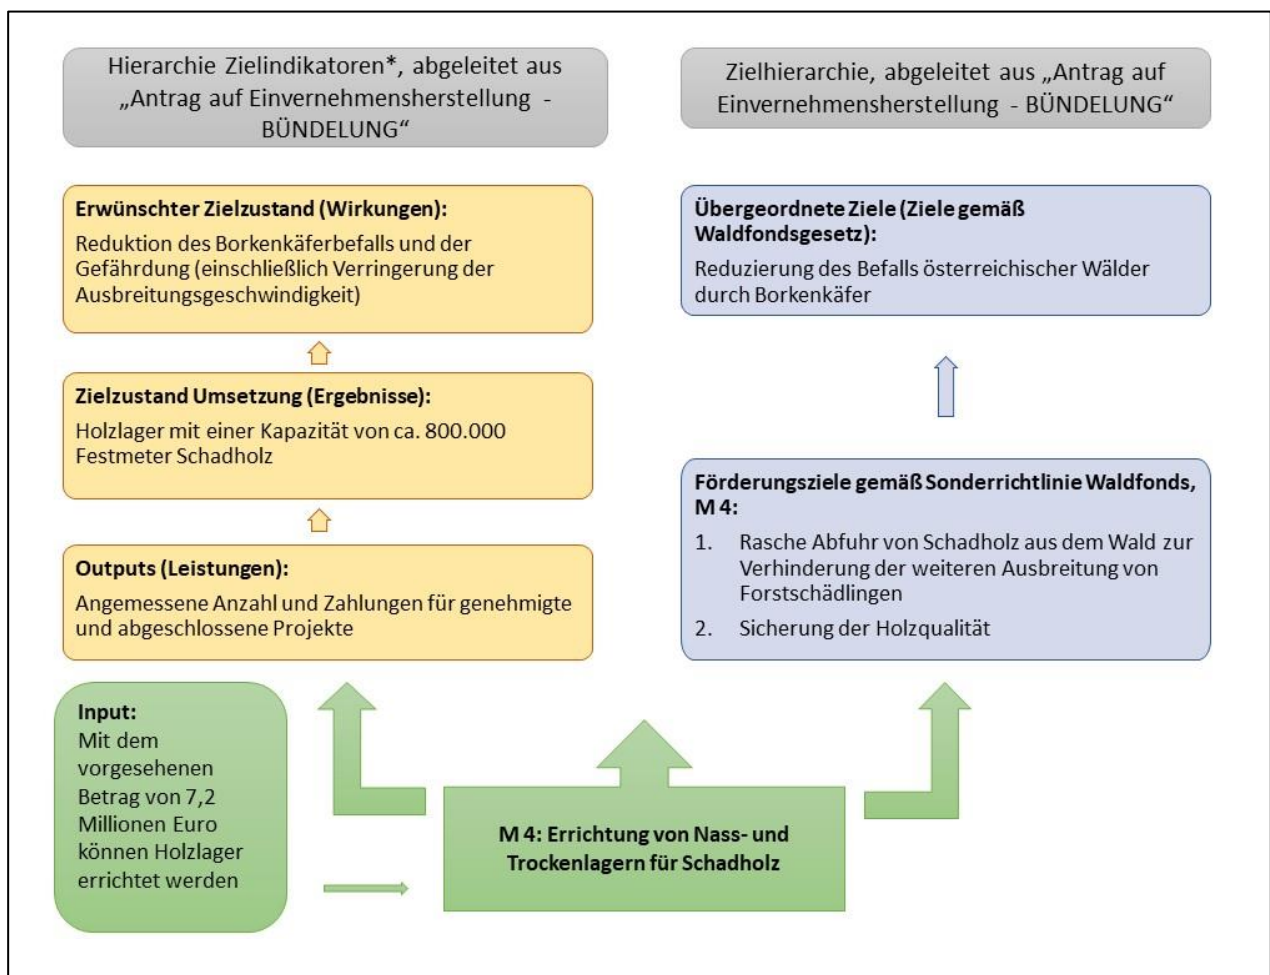 Hierarchie Zielindikatoren*, abgeleitet aus
„Antrag auf Einvernehmensherstellung -
BÜNDELUNG“
Zielhierarchie, abgeleitet aus „Antrag auf
Einvernehmensherstellung - BÜNDELUNG“
Erwünschter Zielzustand (Wirkungen):
Reduktion des Borkenkäferbefalls und der
Gefährdung (einschließlich Verringerung der
Ausbreitungsgeschwindigkeit)
Zielzustand Umsetzung (Ergebnisse):
Holzlager mit einer Kapazität von ca. 800.000
Festmeter Schadholz
Outputs (Leistungen):
Angemessene Anzahl und Zahlungen für genehmigte
und abgeschlossene Projekte
Übergeordnete Ziele (Ziele gemäß
Waldfondsgesetz):
Reduzierung des Befalls österreichischer Wälder
durch Borkenkäfer
Förderungsziele gemäß Sonderrichtlinie Waldfonds,
M 4:
1. Rasche Abfuhr von Schadholz aus dem Wald zur
Verhinderung der weiteren Ausbreitung von
Forstschädlingen
2. Sicherung der Holzqualität
Input:
Mit dem
vorgesehenen
Betrag von 7,2
Millionen Euro
können Holzlager
errichtet werden
M 4: Errichtung von Nass- und
Trockenlagern für Schadholz